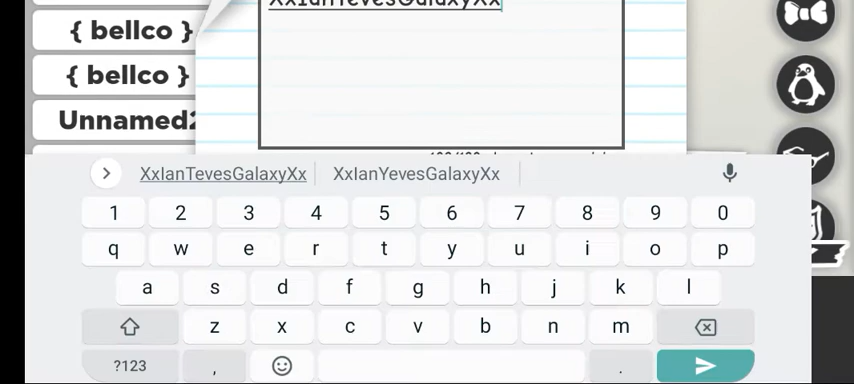 XxIanTevesGalaxyXx
{ bellco }
{ bellco }
Unnamed2
XxIanTevesGalaxyXx XxIanYevesGalaxyXx
1 2 3 4 5 6 7 8 9 0
q w e r t y u i o p
a s d f g h j k l
z x c v b n m
?123 , .